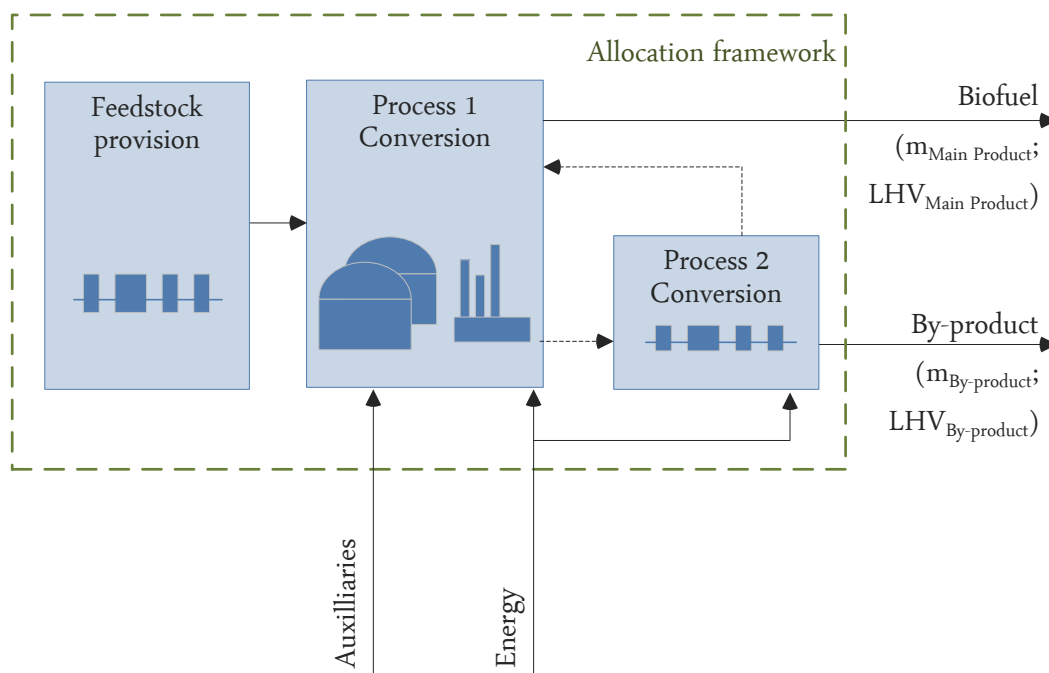 Allocation framework
Feedstock
provision
Process 1
Conversion
Process 2
Conversion
Biofuel
(mMain Product;
LHVMain Product)
By-product
(mBy-product;
LHVBy-product)
Auxilliaries
Energy